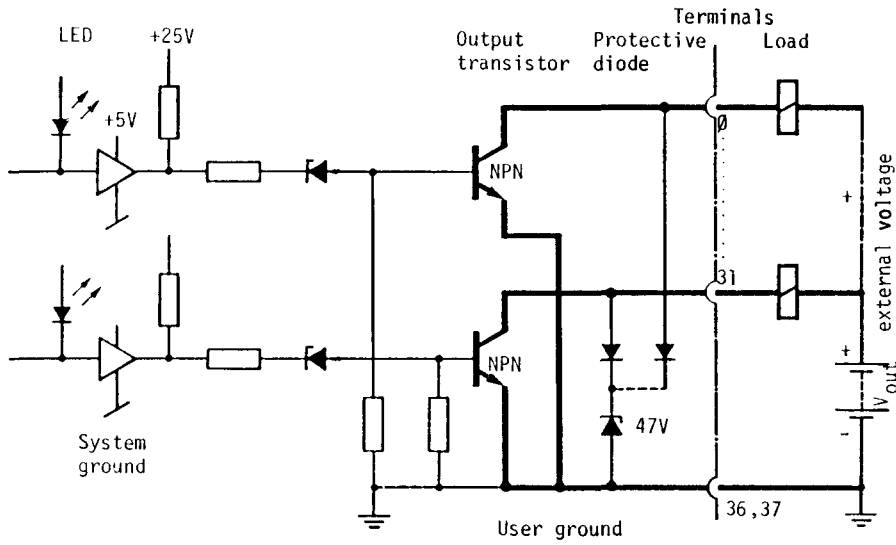 Terminals
LED
+25V
Output
transistor
Protective
diode
Load
+5V
NPN
Ø
+
external voltage
31
NPN
+
V out
-
47V
System
ground
User ground
36,37